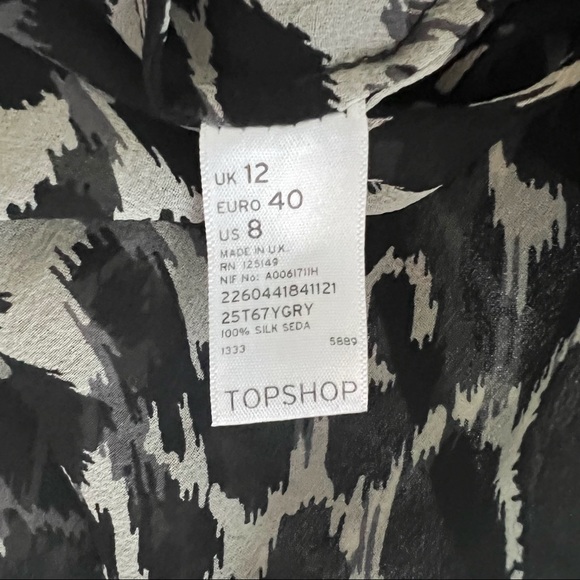 UK 12
EURO 40
US 8
MADE IN U.K.
RN 125149
NIF No: A0061711H
2260441841121
25T67YGRY
100% SILK SEDA
1333 5889
TOPSHOP